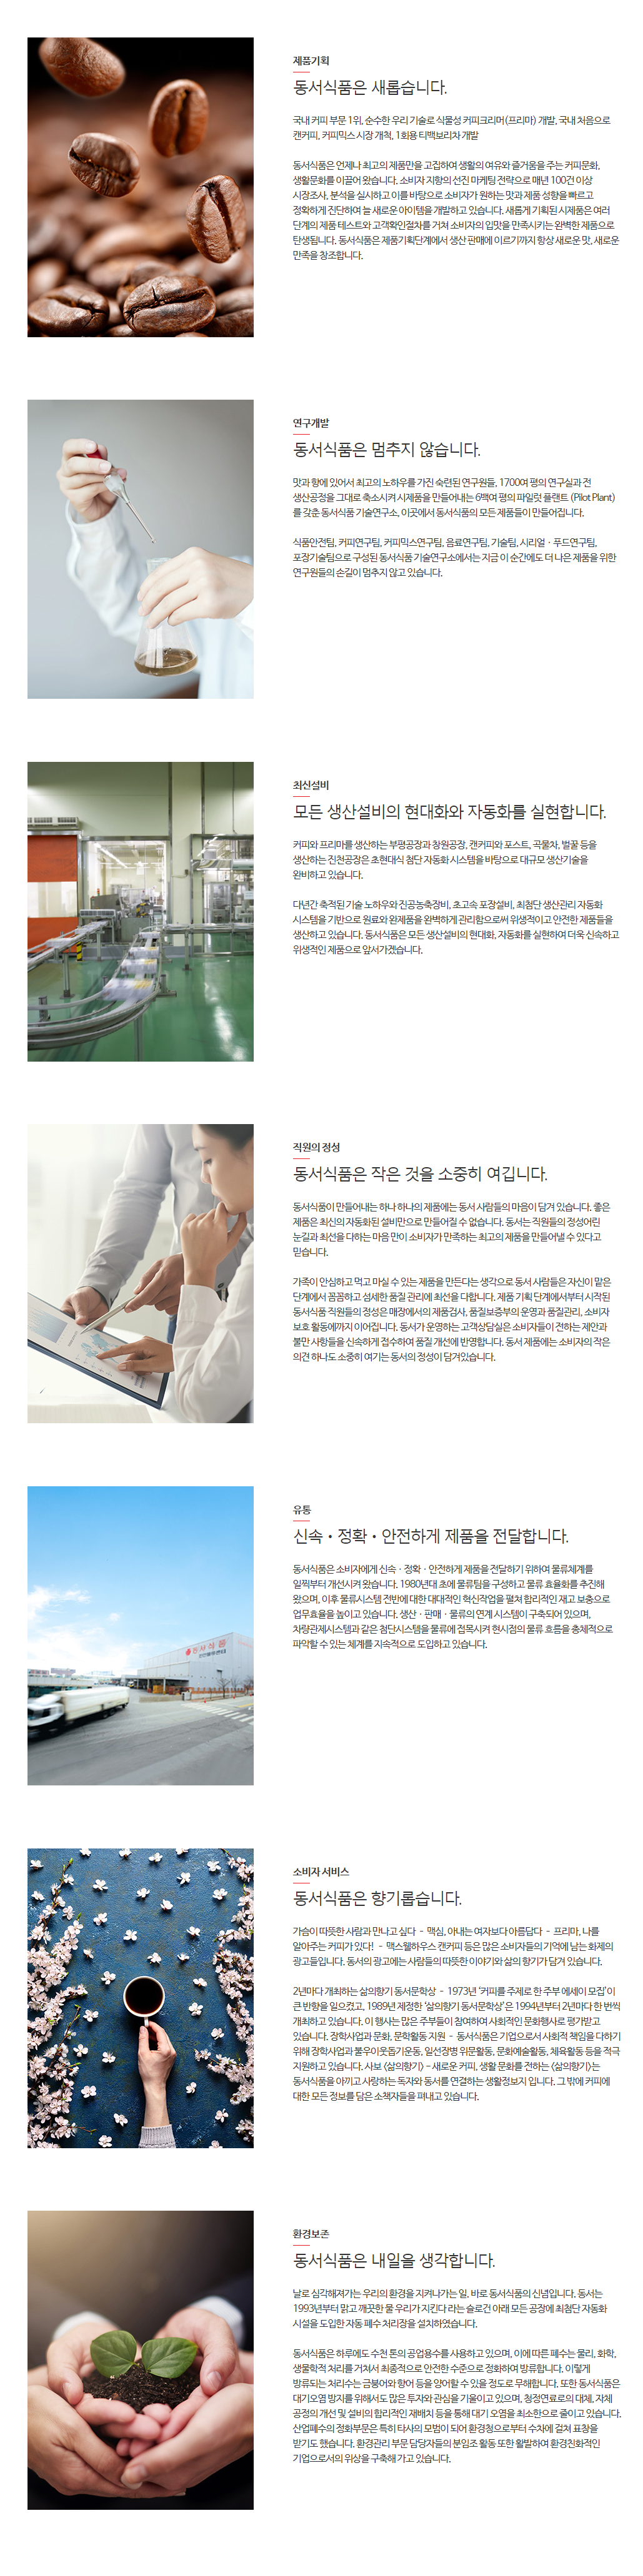 제품기획
동서식품은 새롭습니다.
국내 커피 부문 1위, 순수한 우리 기술로 식물성 커피크리머(프리마) 개발, 국내 처음으로
캔커피, 커피믹스 시장 개척, 1회용 티백보리차 개발
동서식품은 언제나 최고의 제품만을 고집하여 생활의 여유와 즐거움을 주는 커피문화,
생활문화를 이끌어 왔습니다. 소비자 지향의 선진 마케팅 전략으로 매년 100건 이상
시장조사, 분석을 실시하고 이를 바탕으로 소비자가 원하는 맛과 제품 성향을 빠르고
정확하게 진단하여 늘 새로운 아이템을 개발하고 있습니다. 새롭게 기획된 시제품은 여러
단계의 제품 테스트와 고객확인절차를 거쳐 소비자의 입맛을 만족시키는 완벽한 제품으로
탄생됩니다. 동서식품은 제품기획단계에서 생산 판매에 이르기까지 항상 새로운 맛, 새로운
만족을 창조합니다.
연구개발
동서식품은 멈추지 않습니다.
맛과 향에 있어서 최고의 노하우를 가진 숙련된 연구원들, 1700여 평의 연구실과 전
생산공정을 그대로 축소시켜 시제품을 만들어내는 6백여 평의 파일럿 플랜트 (Pilot Plant)
를 갖춘 동서식품 기술연구소, 이곳에서 동서식품의 모든 제품들이 만들어집니다.
식품안전팀, 커피연구팀, 커피믹스연구팀, 음료연구팀, 기술팀, 시리얼 · 푸드연구팀,
포장기술팀으로 구성된 동서식품 기술연구소에서는 지금 이 순간에도 더 나은 제품을 위한
연구원들의 손길이 멈추지 않고 있습니다.
최신설비
모든 생산설비의 현대화와 자동화를 실현합니다.
커피와 프리마를 생산하는 부평공장과 창원공장, 캔커피와 포스트, 곡물차, 벌꿀 등을
생산하는 진천공장은 초현대식 첨단 자동화 시스템을 바탕으로 대규모 생산기술을
완비하고 있습니다.
다년간 축적된 기술 노하우와 진공농축장비, 초고속 포장설비, 최첨단 생산관리 자동화
시스템을 기반으로 원료와 완제품을 완벽하게 관리함으로써 위생적이고 안전한 제품들을
생산하고 있습니다. 동서식품은 모든 생산설비의 현대화, 자동화를 실현하여 더욱 신속하고
위생적인 제품으로 앞서가겠습니다.
직원의 정성
동서식품은 작은 것을 소중히 여깁니다.
동서식품이 만들어내는 하나 하나의 제품에는 동서 사람들의 마음이 담겨 있습니다. 좋은
제품은 최신의 자동화된 설비만으로 만들어질 수 없습니다. 동서는 직원들의 정성어린
눈길과 최선을 다하는 마음 만이 소비자가 만족하는 최고의 제품을 만들어낼 수 있다고
믿습니다.
가족이 안심하고 먹고 마실 수 있는 제품을 만든다는 생각으로 동서 사람들은 자신이 맡은
단계에서 꼼꼼하고 섬세한 품질 관리에 최선을 다합니다. 제품 기획 단계에서부터 시작된
동서식품 직원들의 정성은 매장에서의 제품검사, 품질보증부의 운영과 품질관리, 소비자
보호 활동에까지 이어집니다. 동서가 운영하는 고객상담실은 소비자들이 전하는 제안과
불만 사항들을 신속하게 접수하여 품질 개선에 반영합니다. 동서 제품에는 소비자의 작은
의견 하나도 소중히 여기는 동서의 정성이 담겨있습니다.
유통
신속 • 정확 • 안전하게 제품을 전달합니다.
동서식품은 소비자에게 신속 · 정확 · 안전하게 제품을 전달하기 위하여 물류체계를
일찍부터 개선시켜 왔습니다. 1980년대 초에 물류팀을 구성하고 물류 효율화를 추진해
왔으며, 이후 물류시스템 전반에 대한 대대적인 혁신작업을 펼쳐 합리적인 재고 보충으로
업무효율을 높이고 있습니다. 생산 · 판매 · 물류의 연계 시스템이 구축되어 있으며,
차량관제시스템과 같은 첨단시스템을 물류에 접목시켜 현시점의 물류 흐름을 총체적으로
파악할 수 있는 체계를 지속적으로 도입하고 있습니다.
동서식품
소비자 서비스
동서식품은 향기롭습니다.
가슴이 따뜻한 사람과 만나고 싶다 - 맥심, 아내는 여자보다 아름답다 - 프리마, 나를
알아주는 커피가 있다! - 맥스웰하우스 캔커피 등은 많은 소비자들의 기억에 남는 화제의
광고들입니다. 동서의 광고에는 사람들의 따뜻한 이야기와 삶의 향기가 담겨 있습니다.
2년마다 개최하는 삶의향기 동서문학상 - 1973년 '커피를 주제로 한 주부 에세이 모집'이
큰 반향을 일으켰고, 1989년 제정한 '삶의향기 동서문학상'은 1994년부터 2년마다 한 번씩
개최하고 있습니다. 이 행사는 많은 주부들이 참여하여 사회적인 문화행사로 평가받고
있습니다. 장학사업과 문화, 문학활동 지원 - 동서식품은 기업으로서 사회적 책임을 다하기
위해 장학사업과 불우이웃돕기운동, 일선장병 위문활동, 문화예술활동, 체육활동 등을 적극
지원하고 있습니다. 사보 <삶의향기> - 새로운 커피, 생활 문화를 전하는 <삶의향기>는
동서식품을 아끼고 사랑하는 독자와 동서를 연결하는 생활정보지 입니다. 그 밖에 커피에
대한 모든 정보를 담은 소책자들을 펴내고 있습니다.
환경보존
동서식품은 내일을 생각합니다.
날로 심각해져가는 우리의 환경을 지켜나가는 일, 바로 동서식품의 신념입니다. 동서는
1993년부터 맑고 깨끗한 물 우리가 지킨다 라는 슬로건 아래 모든 공장에 최첨단 자동화
시설을 도입한 자동 폐수 처리장을 설치하였습니다.
동서식품은 하루에도 수천 톤의 공업용수를 사용하고 있으며, 이에 따른 폐수는 물리, 화학,
생물학적 처리를 거쳐서 최종적으로 안전한 수준으로 정화하여 방류합니다. 이렇게
방류되는 처리수는 금붕어와 향어 등을 양어할 수 있을 정도로 무해합니다. 또한 동서식품은
대기오염 방지를 위해서도 많은 투자와 관심을 기울이고 있으며, 청정연료로의 대체, 자체
공정의 개선 및 설비의 합리적인 재배치 등을 통해 대기 오염을 최소한으로 줄이고 있습니다.
산업폐수의 정화부문은 특히 타사의 모범이 되어 환경청으로부터 수차에 걸쳐 표창을
받기도 했습니다. 환경관리 부문 담당자들의 분임조 활동 또한 활발하여 환경친화적인
기업으로서의 위상을 구축해 가고 있습니다.